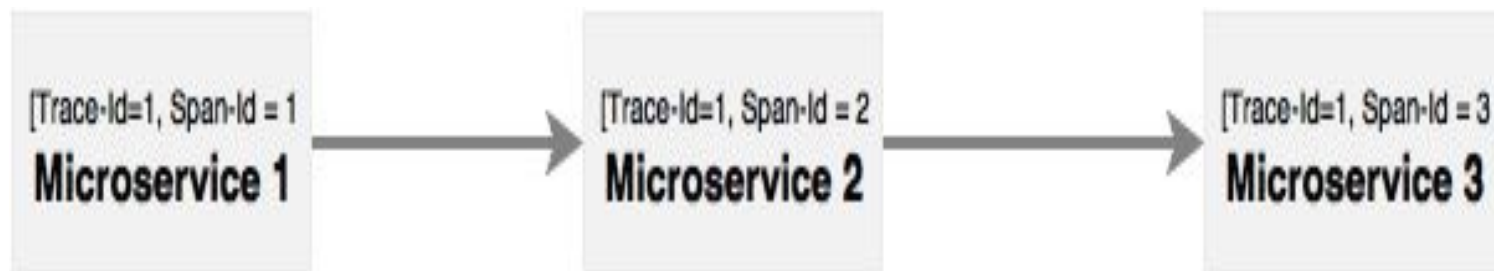 [Trace-Id=1, Span-Id = 1
Microservice 1
[Trace-Id=1, Span-Id = 2
Microservice 2
[Trace-Id=1, Span-Id = 3
Microservice 3